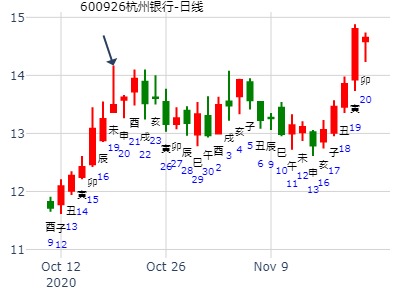 600926杭州银行-日线
15
14
13
12
11
酉
9
子
12
丑
13
寅
14
卯
15
辰
16
未
19
申
20
酉
21
戌
22
亥
23
寅
26
卯
27
辰
28
巳
29
午
30
酉
2
戌
3
亥
4
子
5
丑
6
辰
9
巳
10
午
11
未
12
申
13
亥
16
子
17
丑
18
寅
19
卯
20
Oct 12
2020
Oct 26
Nov 9